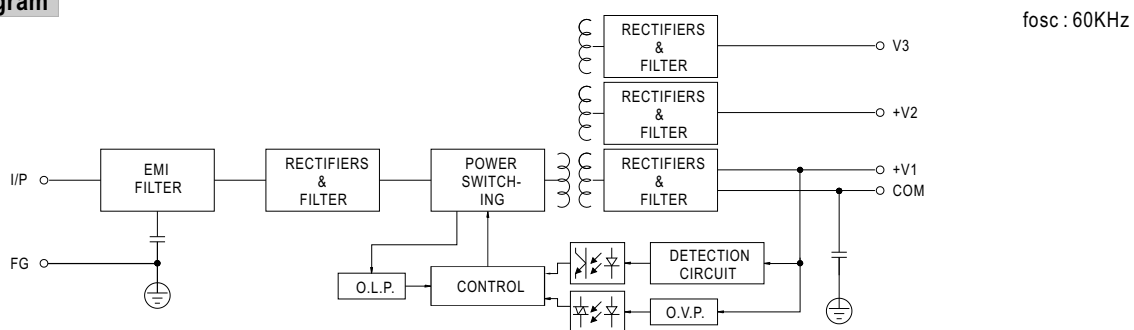 gram
fosc : 60KHz
RECTIFIERS
&
FILTER
V3
RECTIFIERS
&
FILTER
+V2
I/P
EMI
FILTER
RECTIFIERS
&
FILTER
POWER
SWITCH-
ING
RECTIFIERS
&
FILTER
+V1
COM
FG
O.L.P.
CONTROL
DETECTION
CIRCUIT
O.V.P.